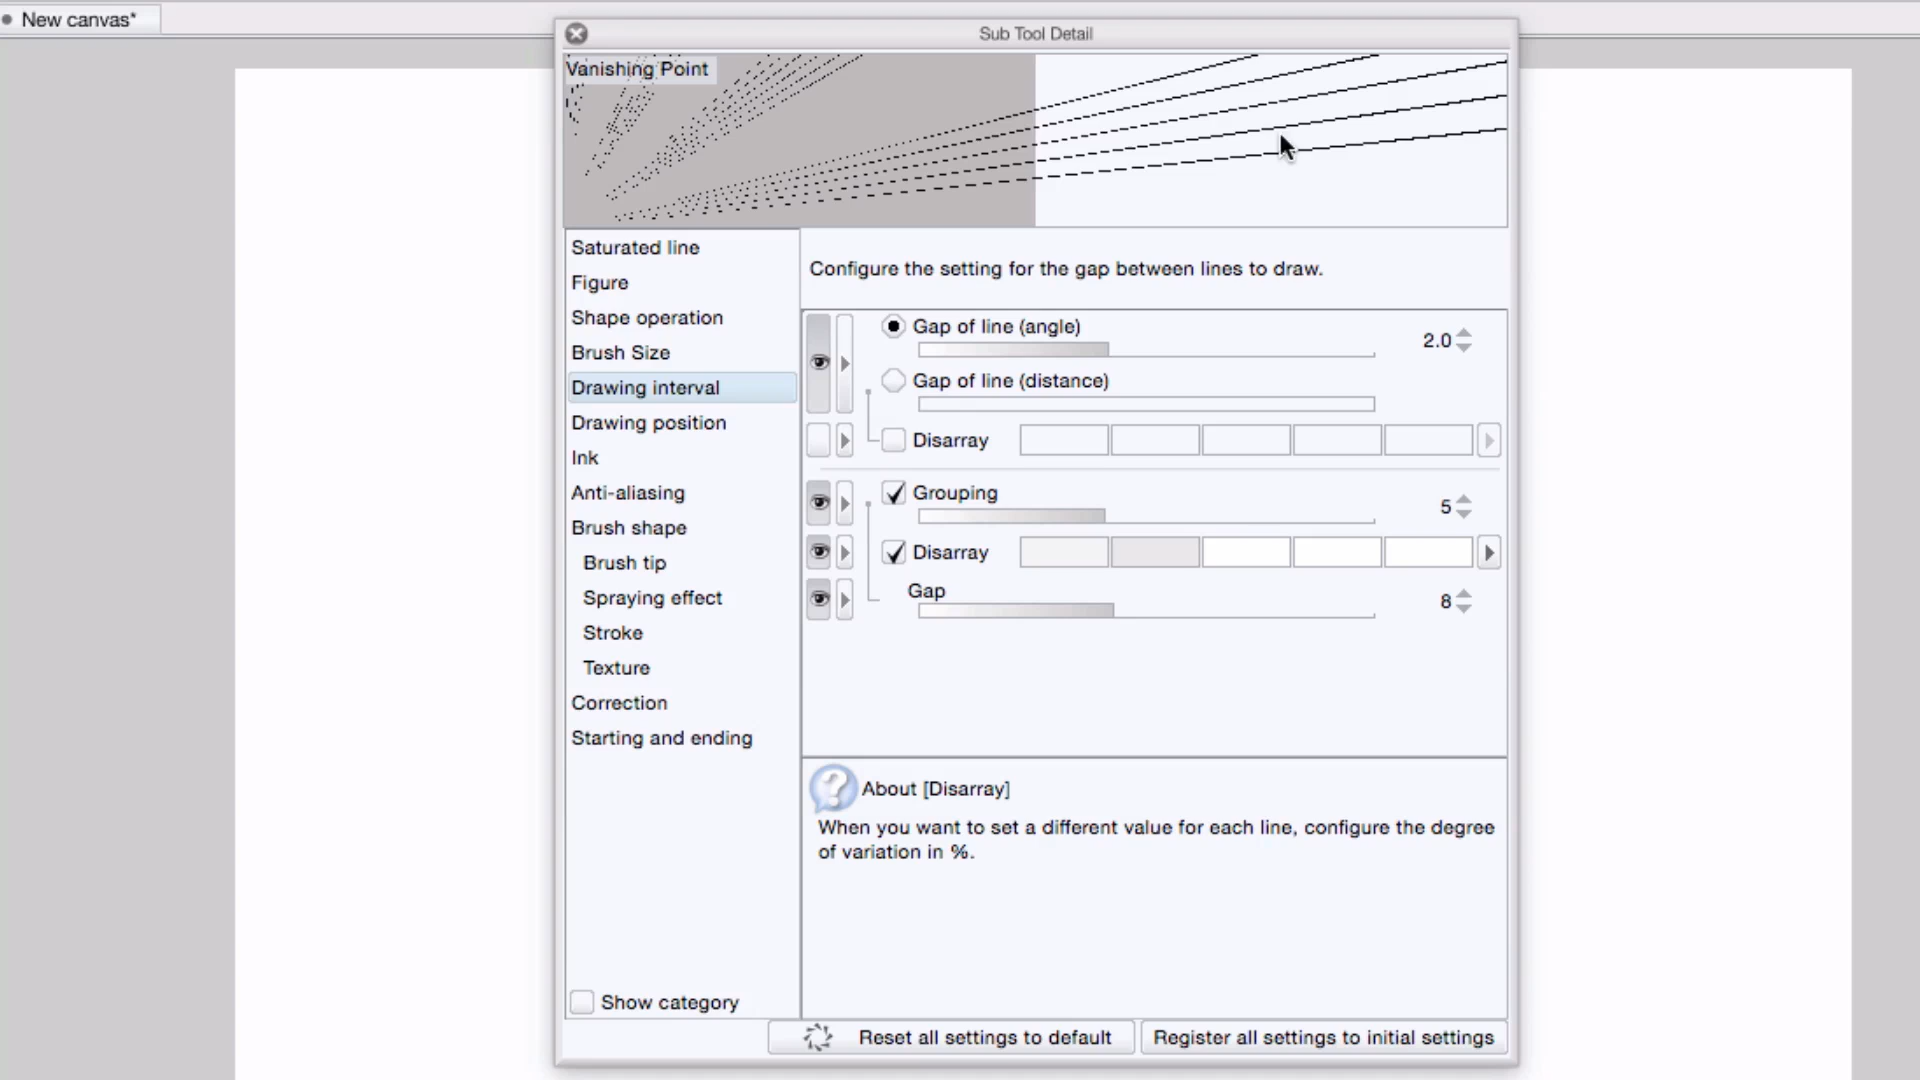 New canvas*
Sub Tool Detail
Vanishing Point
Saturated line
Figure
Shape operation
Brush Size
Drawing interval
Drawing position
Ink
Anti-aliasing
Brush shape
Brush tip
Spraying effect
Stroke
Texture
Correction
Starting and ending
Show category
Configure the setting for the gap between lines to draw.
Gap of line (angle) 2.0
Gap of line (distance)
Disarray
Grouping 5
Disarray
Gap 8
About [Disarray]
When you want to set a different value for each line, configure the degree
of variation in %.
Reset all settings to default
Register all settings to initial settings